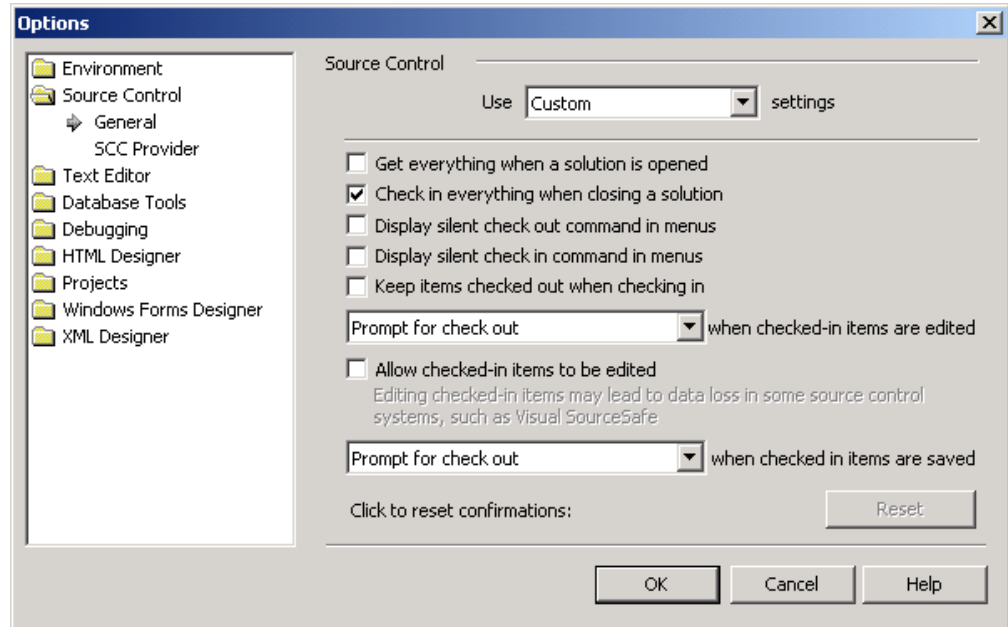 Options
Environment
Source Control
General
SCC Provider
Text Editor
Database Tools
Debugging
HTML Designer
Projects
Windows Forms Designer
XML Designer
Source Control
Use Custom settings
Get everything when a solution is opened
Check in everything when closing a solution
Display silent check out command in menus
Display silent check in command in menus
Keep items checked out when checking in
Prompt for check out when checked-in items are edited
Allow checked-in items to be edited
Editing checked-in items may lead to data loss in some source control
systems, such as Visual SourceSafe
Prompt for check out when checked in items are saved
Click to reset confirmations: Reset
OK Cancel Help